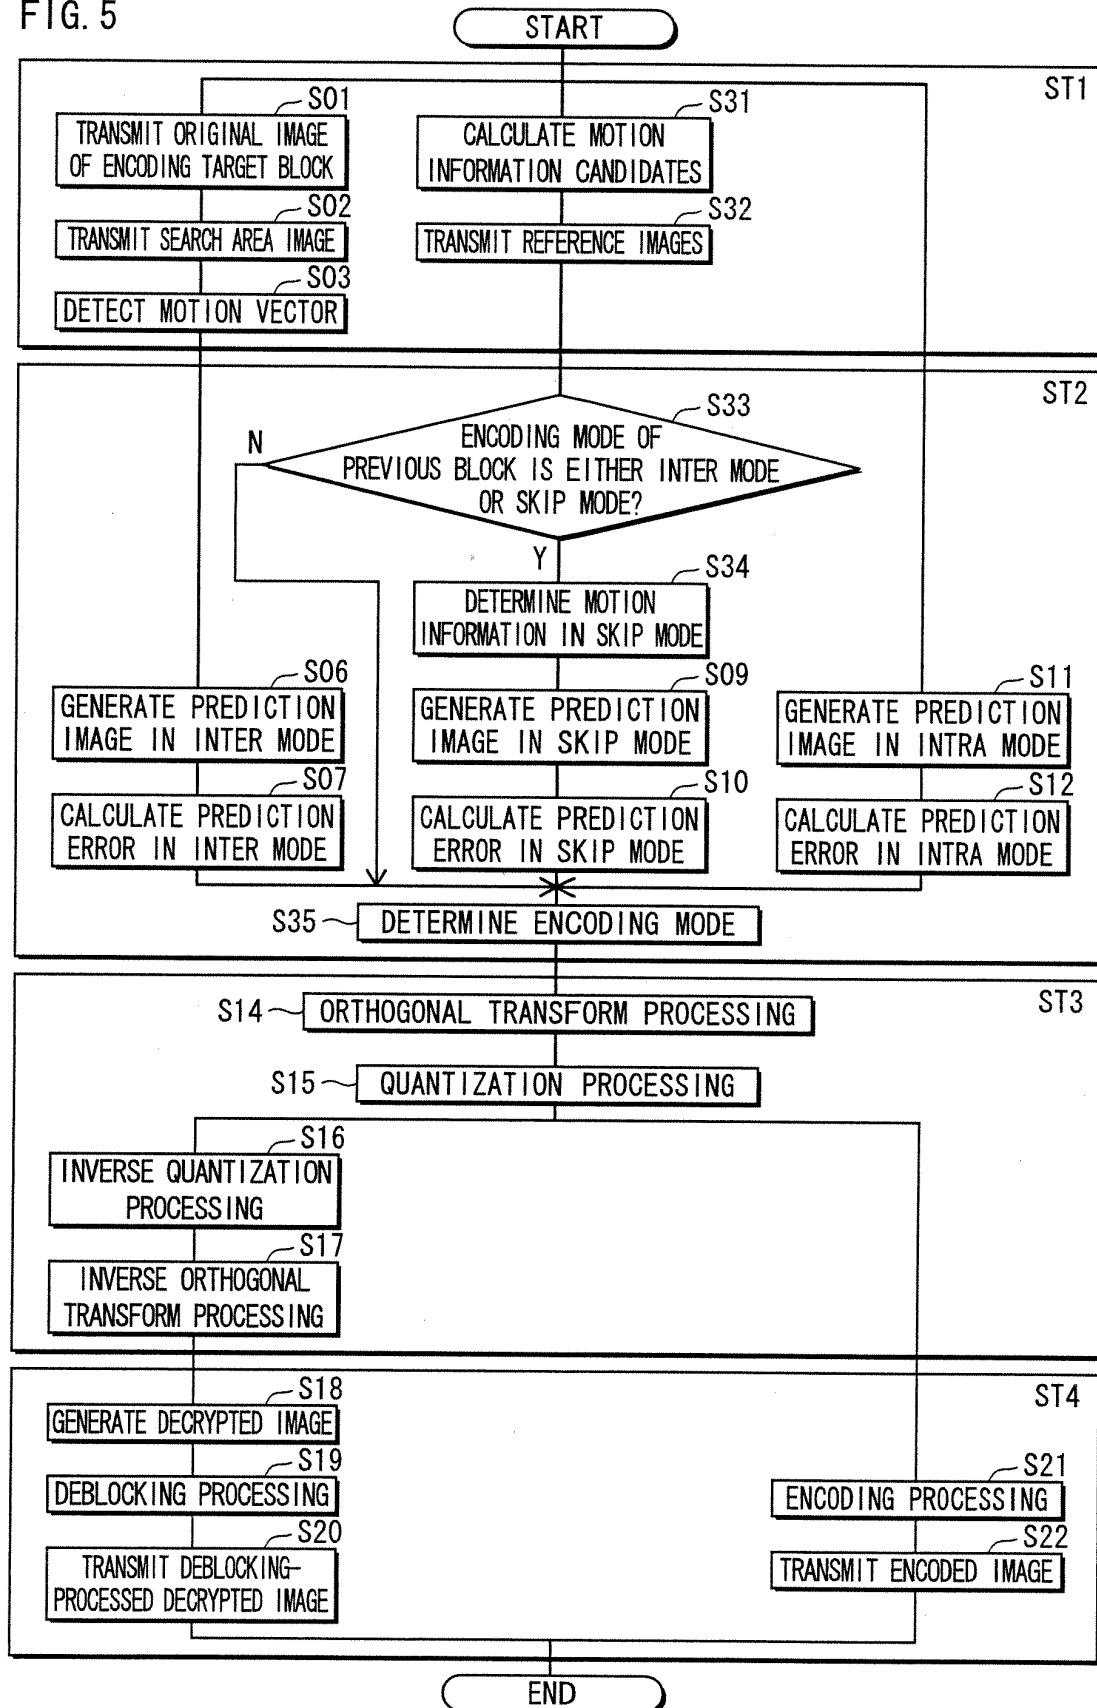 FIG. 5
START
ST1
S01
TRANSMIT ORIGINAL IMAGE
OF ENCODING TARGET BLOCK
S02
TRANSMIT SEARCH AREA IMAGE
S03
DETECT MOTION VECTOR
S31
CALCULATE MOTION
INFORMATION CANDIDATES
S32
TRANSMIT REFERENCE IMAGES
ST2
S33
ENCODING MODE OF
PREVIOUS BLOCK IS EITHER INTER MODE
OR SKIP MODE?
N
Y
S34
DETERMINE MOTION
INFORMATION IN SKIP MODE
S06
GENERATE PREDICTION
IMAGE IN INTER MODE
S07
CALCULATE PREDICTION
ERROR IN INTER MODE
S09
GENERATE PREDICTION
IMAGE IN SKIP MODE
S10
CALCULATE PREDICTION
ERROR IN SKIP MODE
S11
GENERATE PREDICTION
IMAGE IN INTRA MODE
S12
CALCULATE PREDICTION
ERROR IN INTRA MODE
S35
DETERMINE ENCODING MODE
ST3
S14
ORTHOGONAL TRANSFORM PROCESSING
S15
QUANTIZATION PROCESSING
S16
INVERSE QUANTIZATION
PROCESSING
S17
INVERSE ORTHOGONAL
TRANSFORM PROCESSING
ST4
S18
GENERATE DECRYPTED IMAGE
S19
DEBLOCKING PROCESSING
S20
TRANSMIT DEBLOCKING-
PROCESSED DECRYPTED IMAGE
S21
ENCODING PROCESSING
S22
TRANSMIT ENCODED IMAGE
END